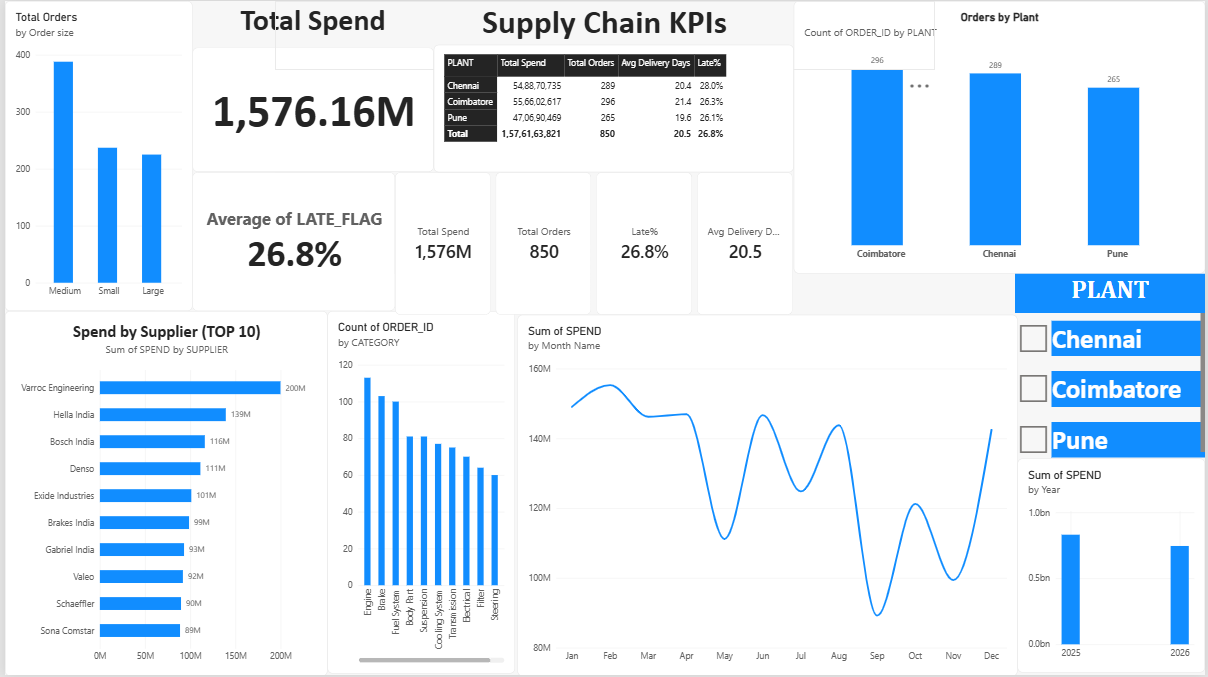 Total Orders
by Order size
400
300
200
100
0
Medium Small Large
Total Spend
1,576.16M
Supply Chain KPIs
PLANT Total Spend Total Orders Avg Delivery Days Late%
Chennai 54,88,70,735 289 20.4 28.0%
Coimbatore 55,66,02,617 296 21.4 26.3%
Pune 47,06,90,469 265 19.6 26.1%
Total 1,57,61,63,821 850 20.5 26.8%
Orders by Plant
Count of ORDER_ID by PLANT
296
289
265
Coimbatore Chennai Pune
Average of LATE_FLAG
26.8%
Total Spend
1,576M
Total Orders
850
Late%
26.8%
Avg Delivery D...
20.5
PLANT
Chennai
Coimbatore
Pune
Spend by Supplier (TOP 10)
Sum of SPEND by SUPPLIER
Varroc Engineering 200M
Hella India 139M
Bosch India 116M
Denso 111M
Exide Industries 101M
Brakes India 99M
Gabriel India 93M
Valeo 92M
Schaeffler 90M
Sona Comstar 89M
0M 50M 100M 150M 200M
Count of ORDER_ID
by CATEGORY
120
100
80
60
40
20
0
Engine
Brake
Fuel System
Body Part
Suspension
Cooling System
Transmission
Electrical
Filter
Steering
Sum of SPEND
by Month Name
160M
140M
120M
100M
80M
Jan Feb Mar Apr May Jun Jul Aug Sep Oct Nov Dec
Sum of SPEND
by Year
1.0bn
0.5bn
0.0bn
2025 2026